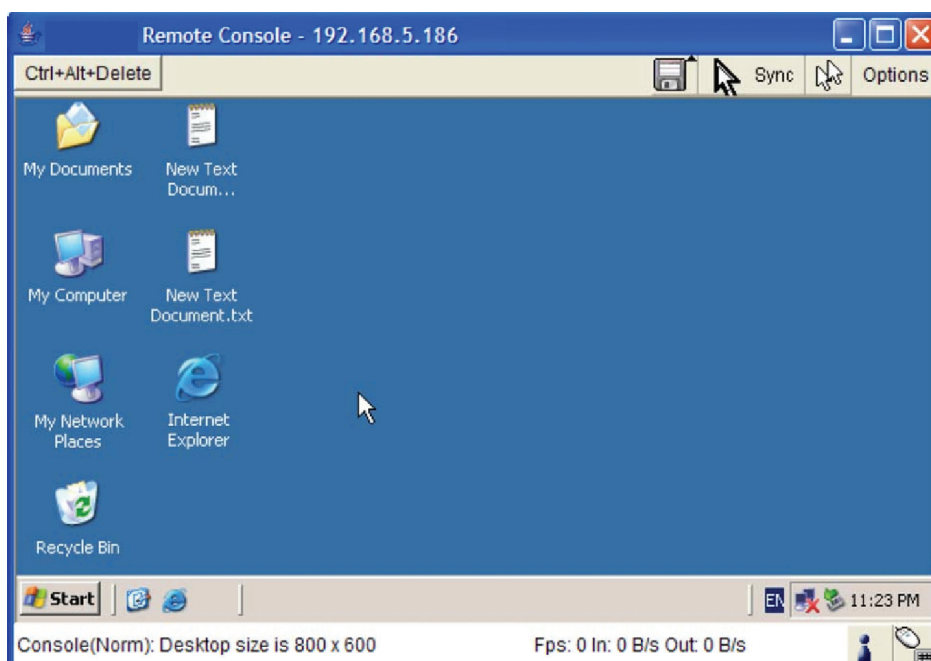 Remote Console - 192.168.5.186
Ctrl+Alt+Delete
Sync
Options
My Documents
New Text
Docum...
My Computer
New Text
Document.txt
My Network
Places
Internet
Explorer
Recycle Bin
Start
EN
11:23 PM
Console(Norm): Desktop size is 800 x 600
Fps: 0 In: 0 B/s Out: 0 B/s